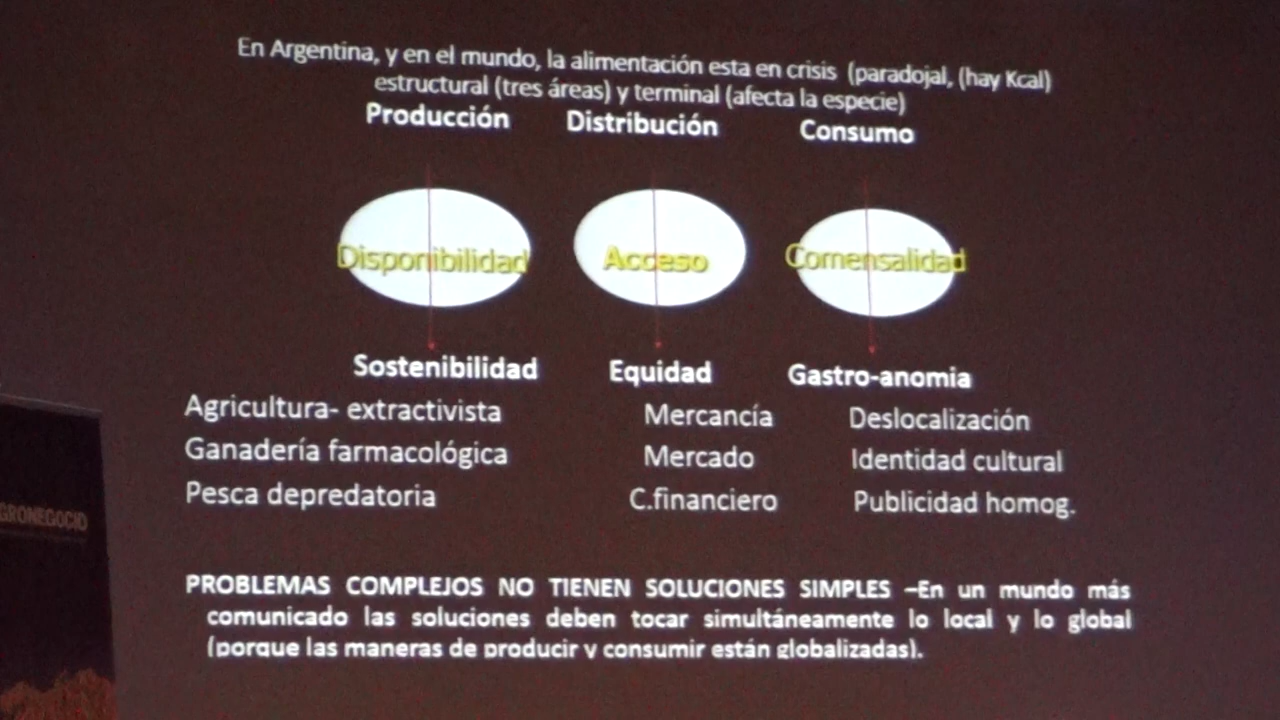 En Argentina, y en el mundo, la alimentación esta en crisis (paradojal, (hay Kcal)
estructural (tres áreas) y terminal (afecta la especie)
Producción Distribución Consumo
Disponibilidad Acceso Comensalidad
Sostenibilidad Equidad Gastro-anomia
Agricultura- extractivista Mercancía Deslocalización
Ganadería farmacológica Mercado Identidad cultural
Pesca depredatoria C.financiero Publicidad homog.
GRONEGOCIO
PROBLEMAS COMPLEJOS NO TIENEN SOLUCIONES SIMPLES –En un mundo más
comunicado las soluciones deben tocar simultáneamente lo local y lo global
(porque las maneras de producir y consumir están globalizadas).